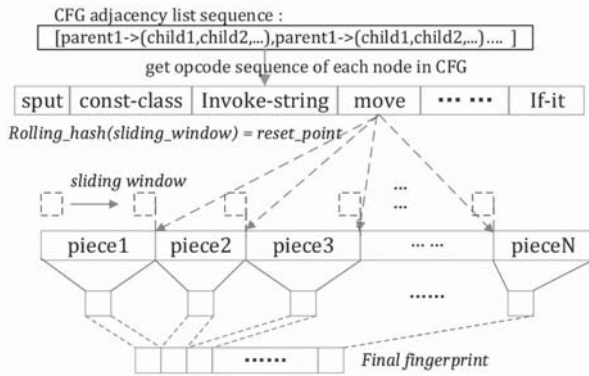 CFG adjacency list sequence :
[parent1->(child1,child2,...),parent1->(child1,child2,...).... ]
get opcode sequence of each node in CFG
sput const-class Invoke-string move ... ... If-it
Rolling_hash(sliding_window) = reset_point
sliding window
...
...
piece1 piece2 piece3 ... ... pieceN
......
......
Final fingerprint